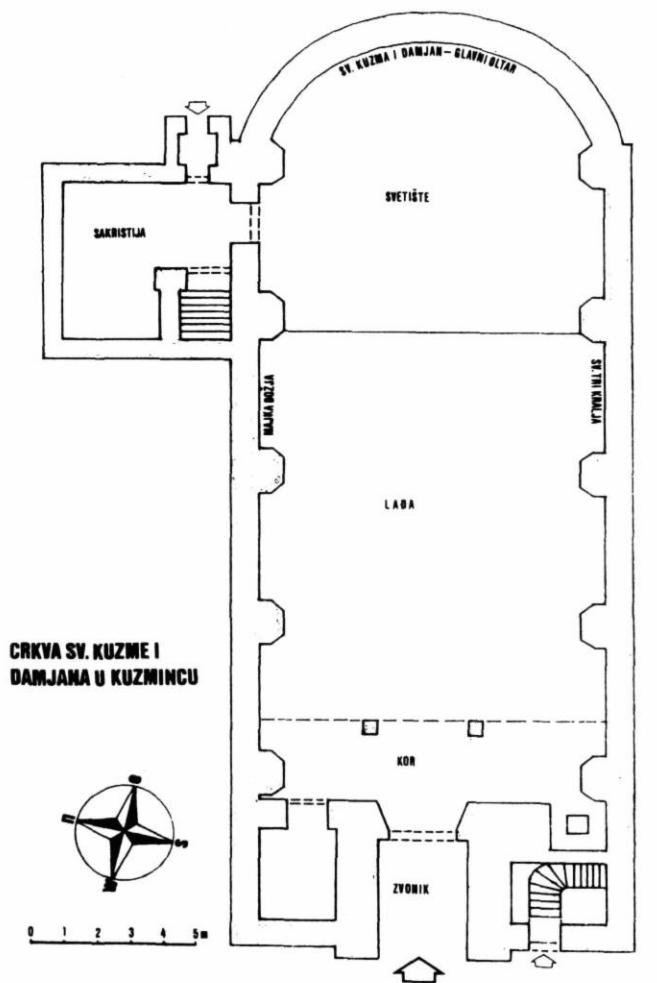 SV. KUZMA I DAMJAN – GLAVNI OLTAR
SVETIŠTE
SAKRISTIJA
MAJKA BOŽJA
SV. TRI KRALJA
LAĐA
CRKVA SV. KUZME I
DAMJANA U KUZMINCU
KOR
ZVONIK
0 1 2 3 4 5m